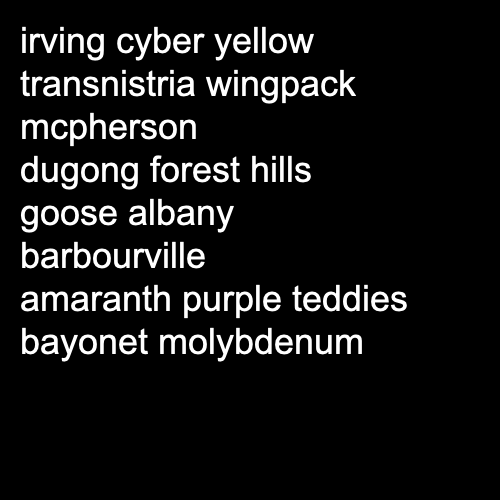 irving cyber yellow
transnistria wingpack
mcpherson
dugong forest hills
goose albany
barbourville
amaranth purple teddies
bayonet molybdenum